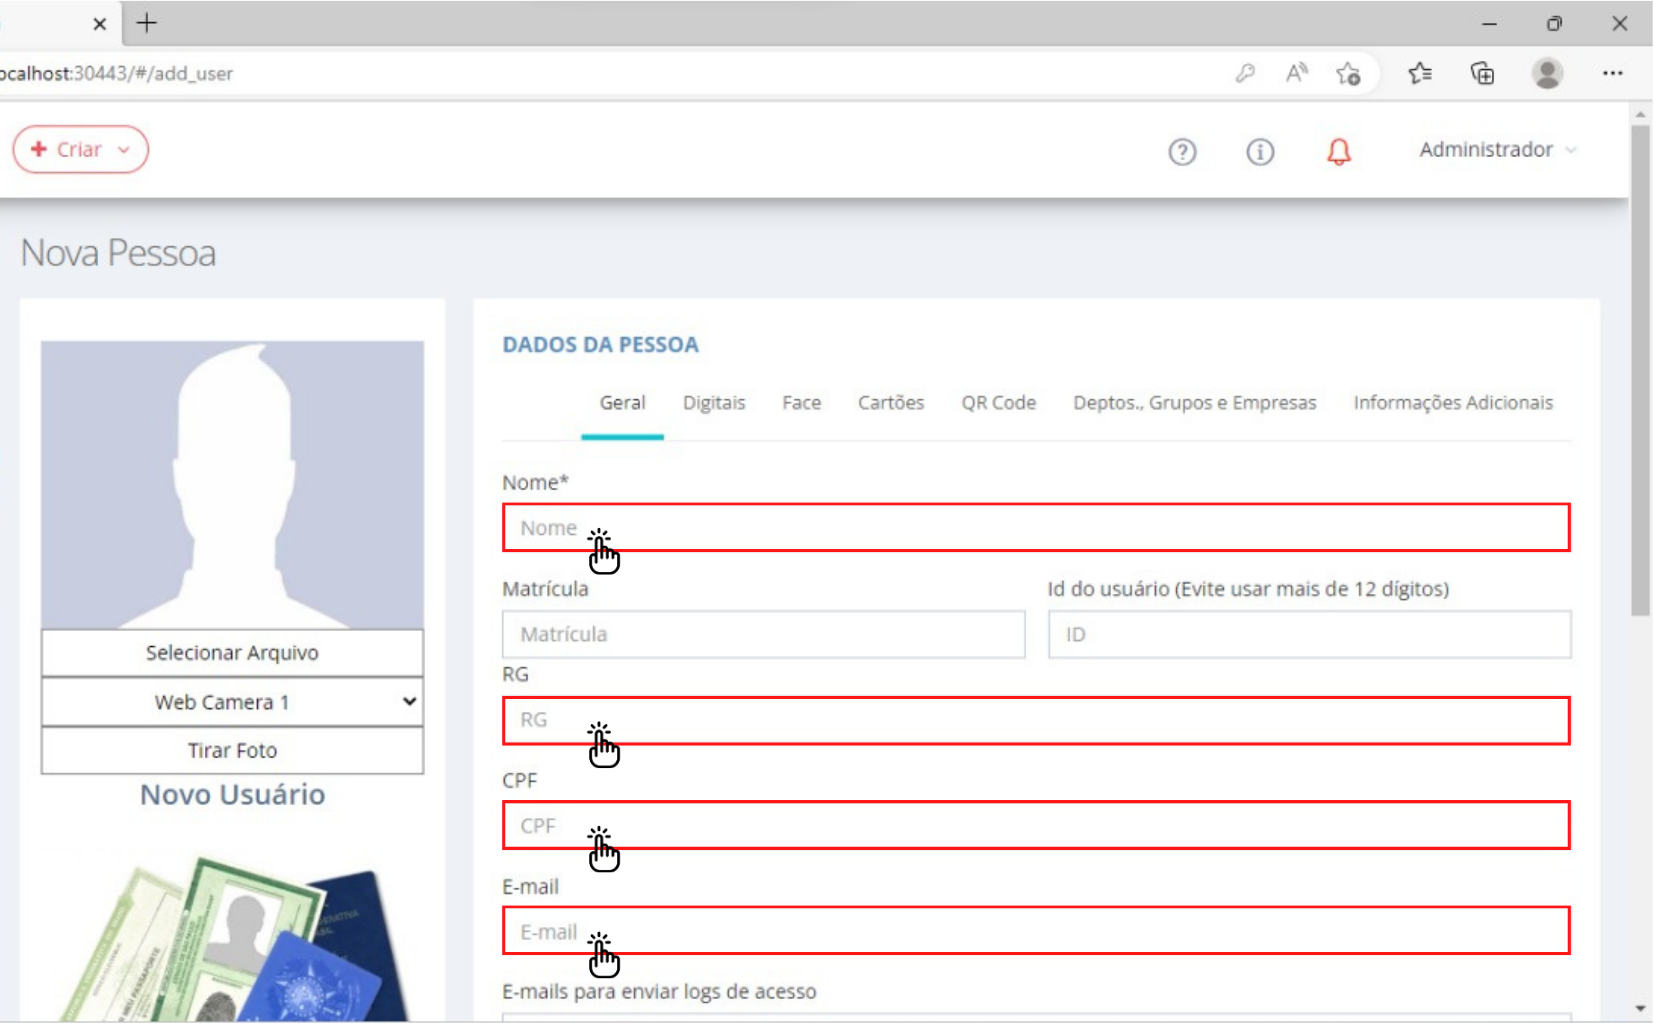 ocalhost:30443/#/add_user
Criar
Administrador
Nova Pessoa
Selecionar Arquivo
Web Camera 1
Tirar Foto
Novo Usuário
DADOS DA PESSOA
Geral Digitais Face Cartões QR Code Deptos., Grupos e Empresas Informações Adicionais
Nome*
Nome
Matrícula Id do usuário (Evite usar mais de 12 dígitos)
Matrícula ID
RG
RG
CPF
CPF
E-mail
E-mail
E-mails para enviar logs de acesso